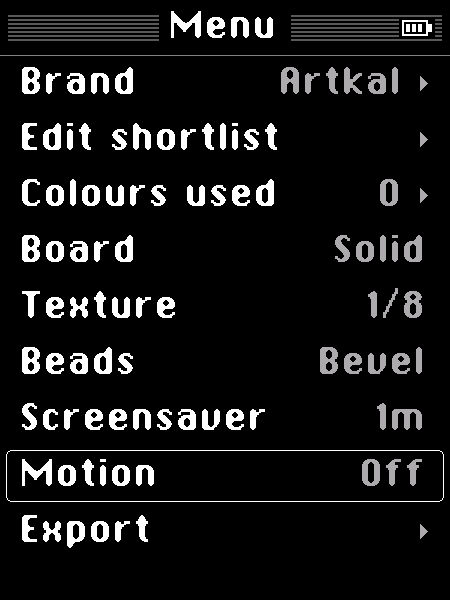 Menu
Brand Artkal
Edit shortlist
Colours used 0
Board Solid
Texture 1/8
Beads Bevel
Screensaver 1m
Motion Off
Export